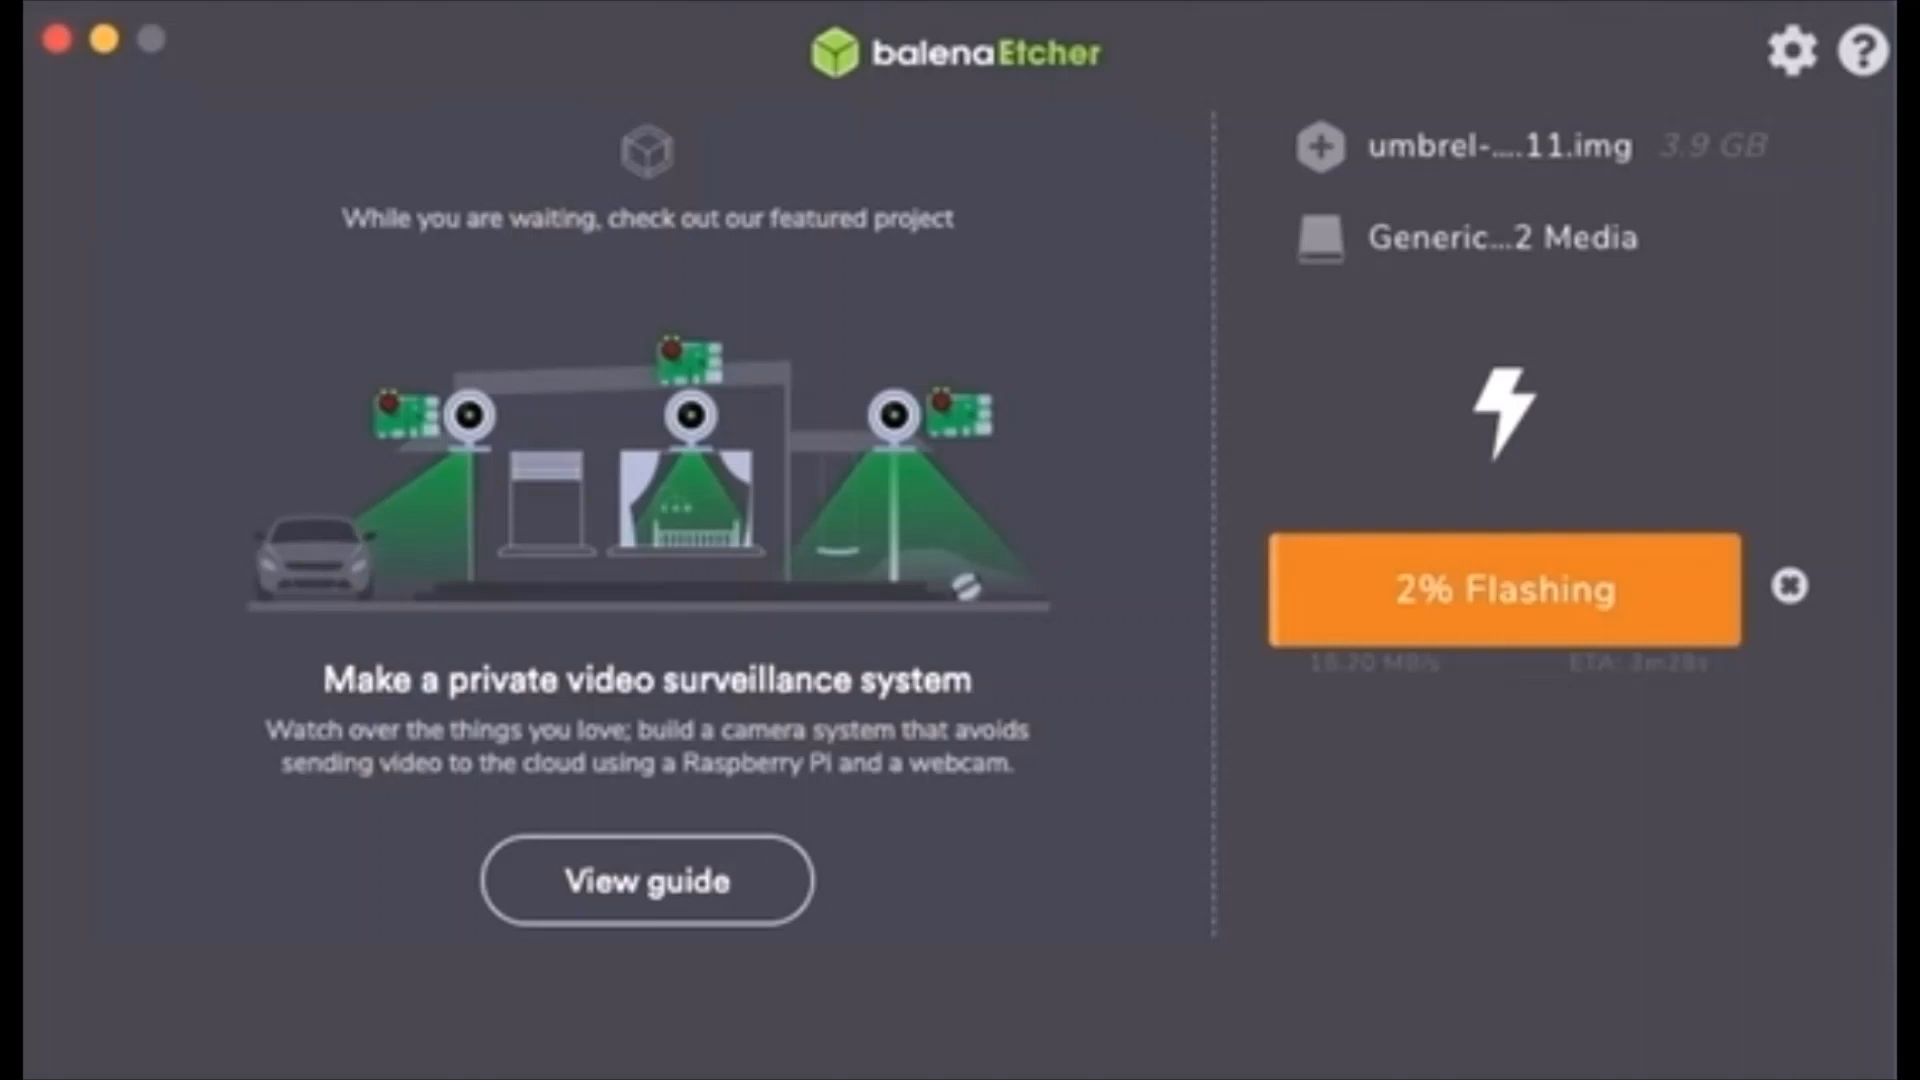 balenaEtcher
While you are waiting, check out our featured project
Make a private video surveillance system
Watch over the things you love; build a camera system that avoids
sending video to the cloud using a Raspberry Pi and a webcam.
View guide
umbrel-....11.img 3.9 GB
Generic...2 Media
2% Flashing
MB/s ETA: